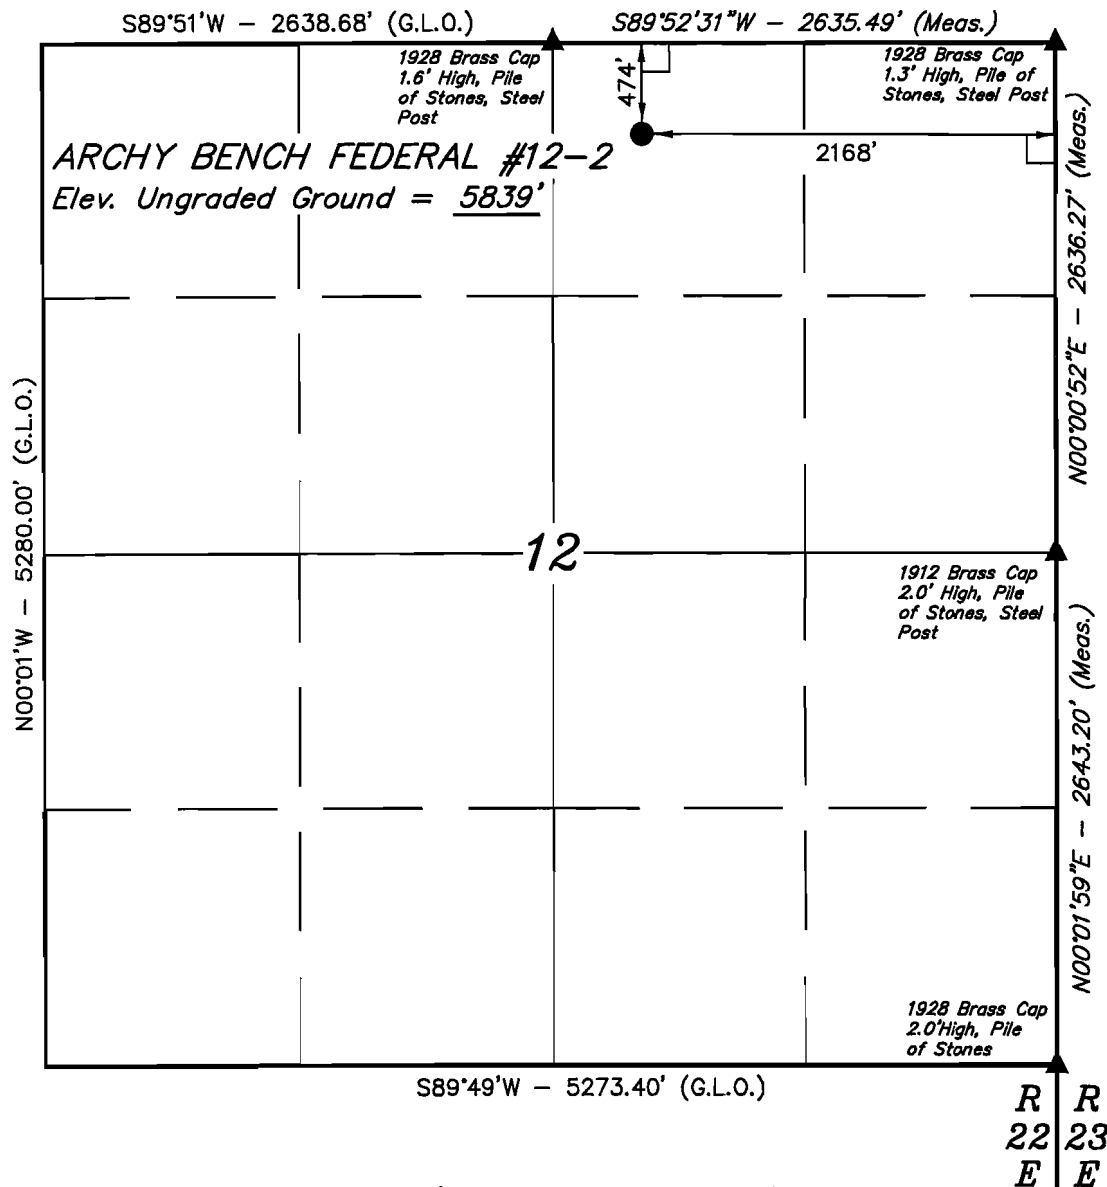 S89°51'W - 2638.68' (G.L.O.)
S89°52'31"W - 2635.49' (Meas.)
1928 Brass Cap
1.6' High, Pile
of Stones, Steel
Post
474'
1928 Brass Cap
1.3' High, Pile of
Stones, Steel Post
ARCHY BENCH FEDERAL #12-2
Elev. Ungraded Ground = 5839'
2168'
N00°00'52"E - 2636.27' (Meas.)
N00°01'W - 5280.00' (G.L.O.)
12
1912 Brass Cap
2.0' High, Pile
of Stones, Steel
Post
N00°01'59"E - 2643.20' (Meas.)
1928 Brass Cap
2.0'High, Pile
of Stones
S89°49'W - 5273.40' (G.L.O.)
R R
22 23
E E